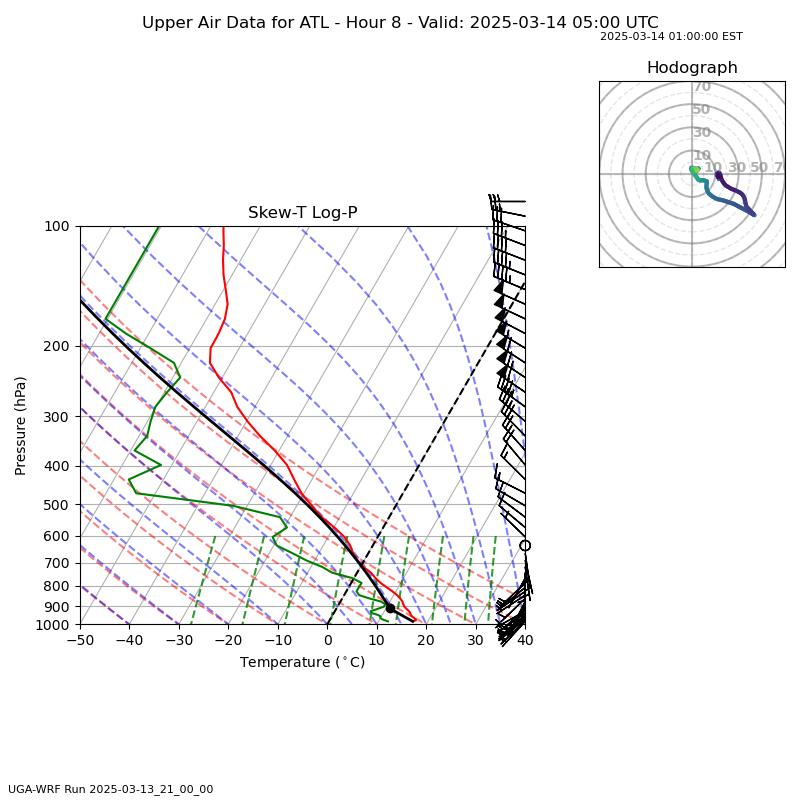 Upper Air Data for ATL - Hour 8 - Valid: 2025-03-14 05:00 UTC
2025-03-14 01:00:00 EST
Hodograph
70
50
30
10
10 30 50 7
Skew-T Log-P
100
200
300
400
500
600
700
800
900
1000
Pressure (hPa)
−50 −40 −30 −20 −10 0 10 20 30 40
Temperature (°C)
UGA-WRF Run 2025-03-13_21_00_00